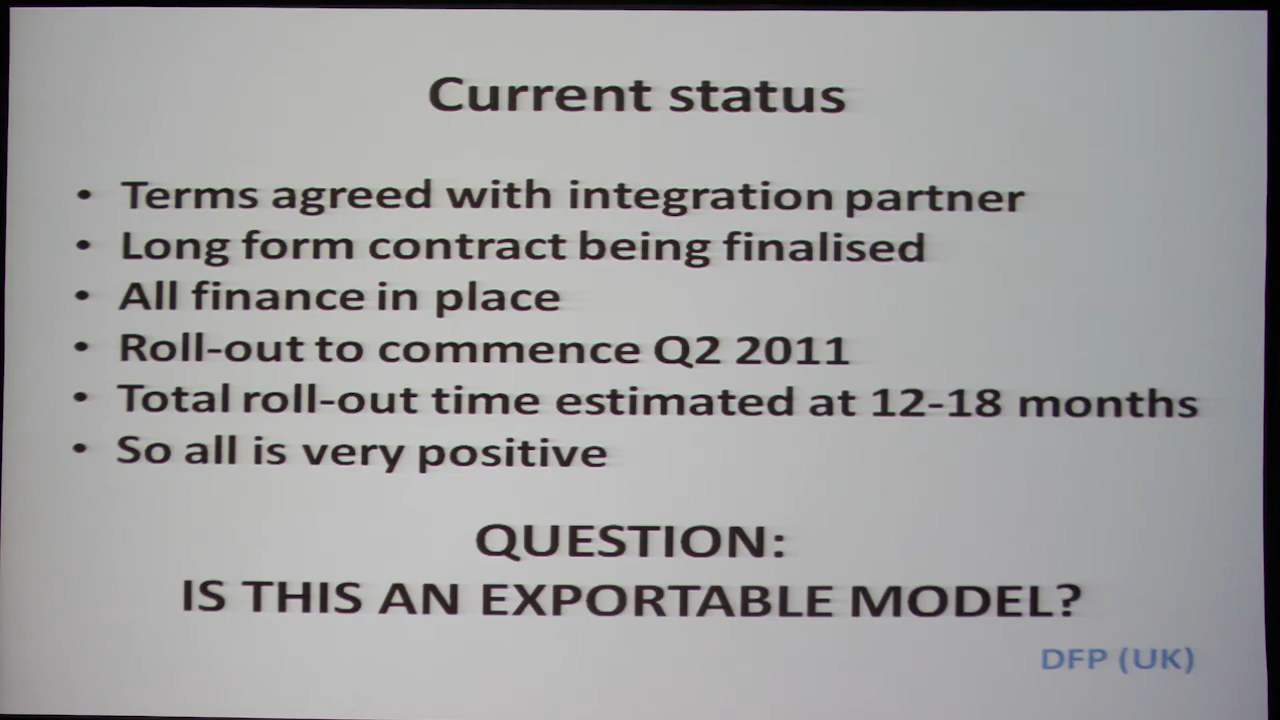 Current status
• Terms agreed with integration partner
• Long form contract being finalised
• All finance in place
• Roll-out to commence Q2 2011
• Total roll-out time estimated at 12-18 months
• So all is very positive
QUESTION:
IS THIS AN EXPORTABLE MODEL?
DFP (UK)